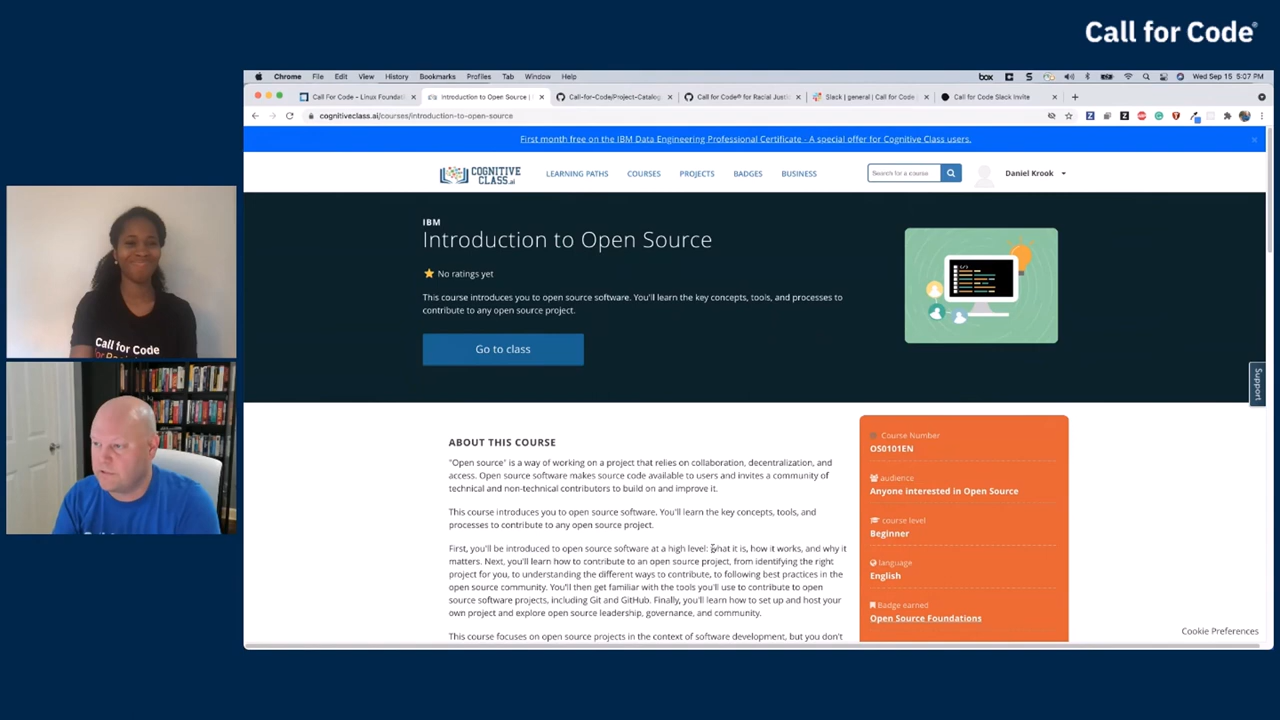 Call for Code
Chrome File Edit View History Bookmarks Profiles Tab Window Help
box
Wed Sep 15 5:07 PM
Call For Code – Linux Foundat
Introduction to Open Source |
Call-for-Code/Project-Catalog
Call for Code® for Racial Justi
Slack | general | Call for Code
Call for Code Slack Invite
cognitiveclass.ai/courses/introduction-to-open-source
First month free on the IBM Data Engineering Professional Certificate - A special offer for Cognitive Class users.
COGNITIVE
CLASS.ai
LEARNING PATHS
COURSES
PROJECTS
BADGES
BUSINESS
Search for a course
Daniel Krook
IBM
Introduction to Open Source
No ratings yet
This course introduces you to open source software. You'll learn the key concepts, tools, and processes to
contribute to any open source project.
Go to class
Support
Call for Code
ABOUT THIS COURSE
"Open source" is a way of working on a project that relies on collaboration, decentralization, and
access. Open source software makes source code available to users and invites a community of
technical and non-technical contributors to build on and improve it.
This course introduces you to open source software. You'll learn the key concepts, tools, and
processes to contribute to any open source project.
First, you'll be introduced to open source software at a high level: what it is, how it works, and why it
matters. Next, you'll learn how to contribute to an open source project, from identifying the right
project for you, to understanding the different ways to contribute, to following best practices in the
open source community. You'll then get familiar with the tools you'll use to contribute to open
source software projects, including Git and GitHub. Finally, you'll learn how to set up and host your
own project and explore open source leadership, governance, and community.
This course focuses on open source projects in the context of software development, but you don't
Course Number
OS0101EN
audience
Anyone interested in Open Source
course level
Beginner
language
English
Badge earned
Open Source Foundations
Cookie Preferences